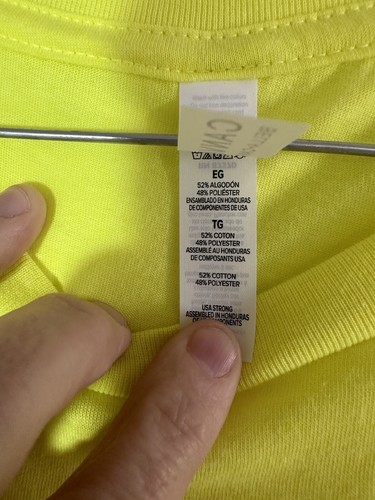 EG
52% ALGODÓN
48% POLIÉSTER
ENSAMBLADO EN HONDURAS
DE COMPONENTES DE USA
TG
52% COTON
48% POLYESTER
ASSEMBLÉ AU HONDURAS
DE COMPOSANTS USA
52% COTTON
48% POLYESTER
USA STRONG
ASSEMBLED IN HONDURAS